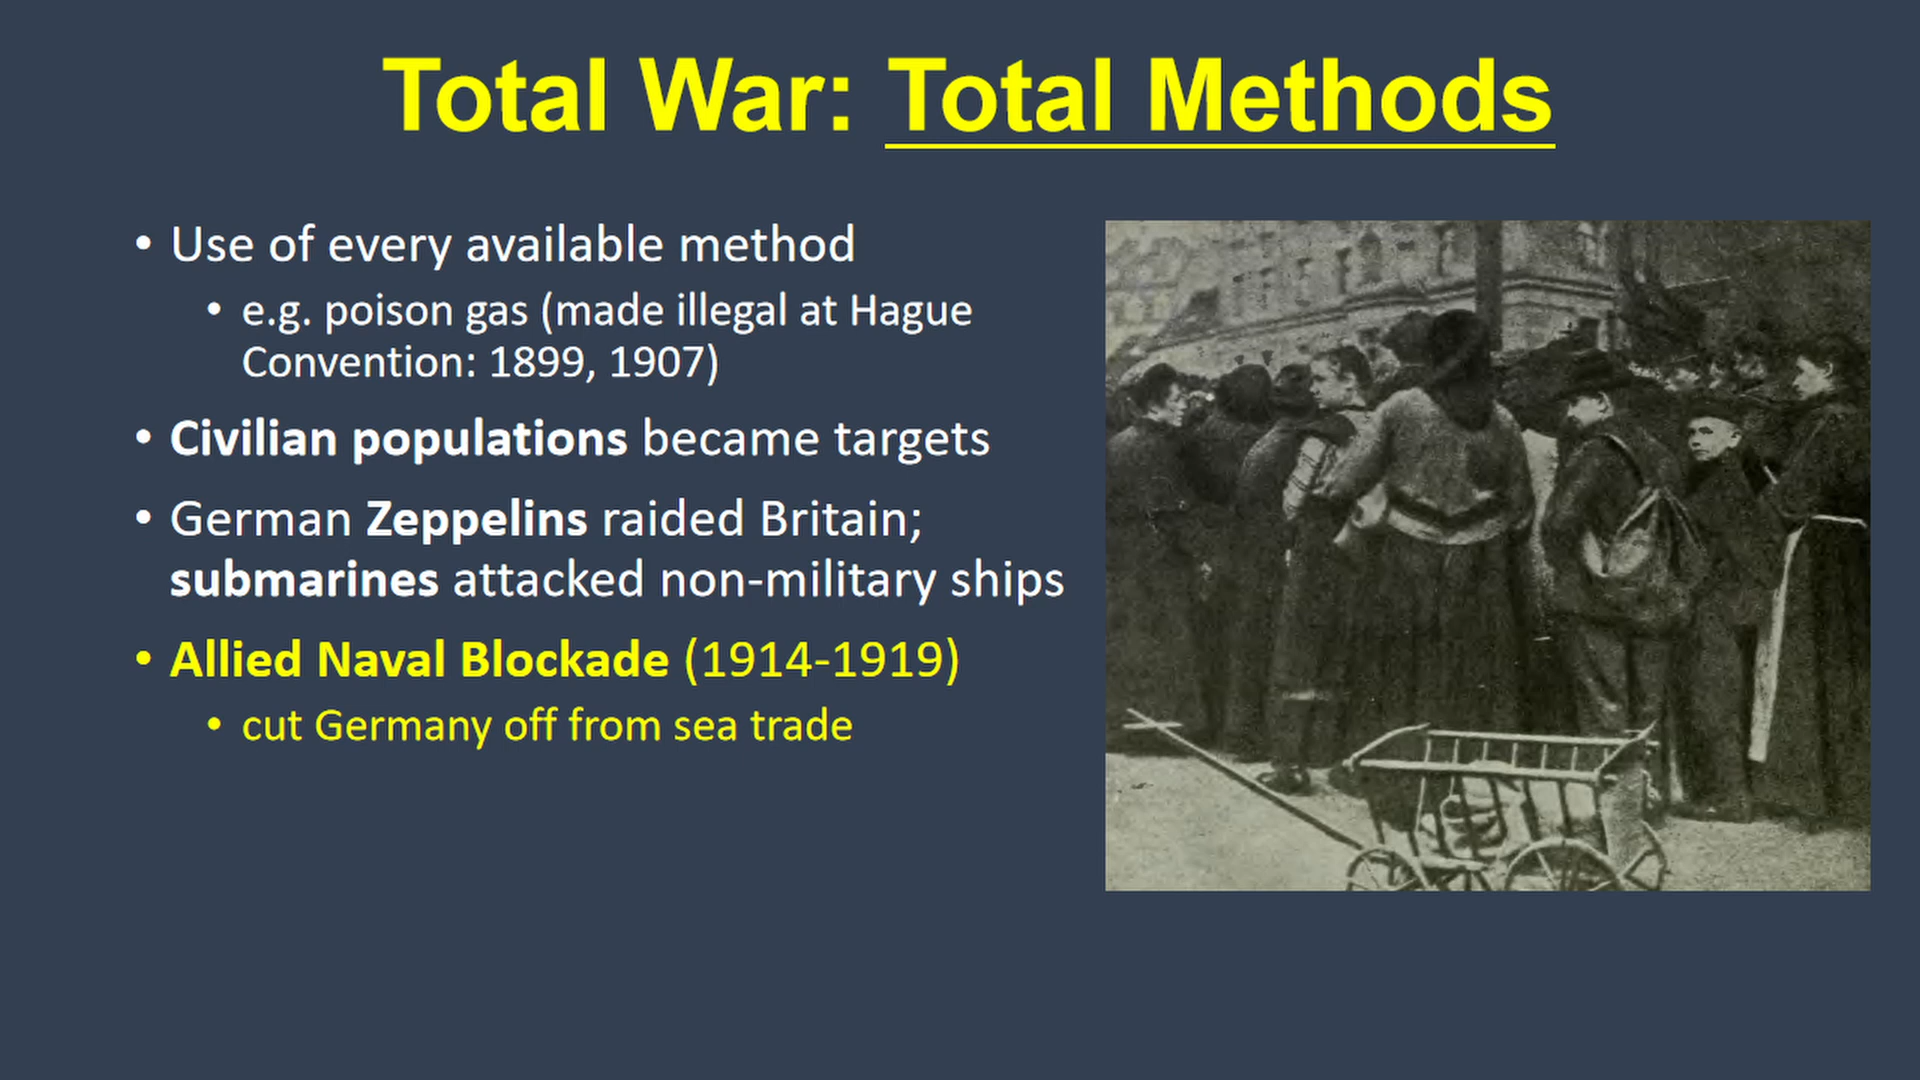 Total War: Total Methods
• Use of every available method
• e.g. poison gas (made illegal at Hague
Convention: 1899, 1907)
• Civilian populations became targets
• German Zeppelins raided Britain;
submarines attacked non-military ships
• Allied Naval Blockade (1914-1919)
• cut Germany off from sea trade